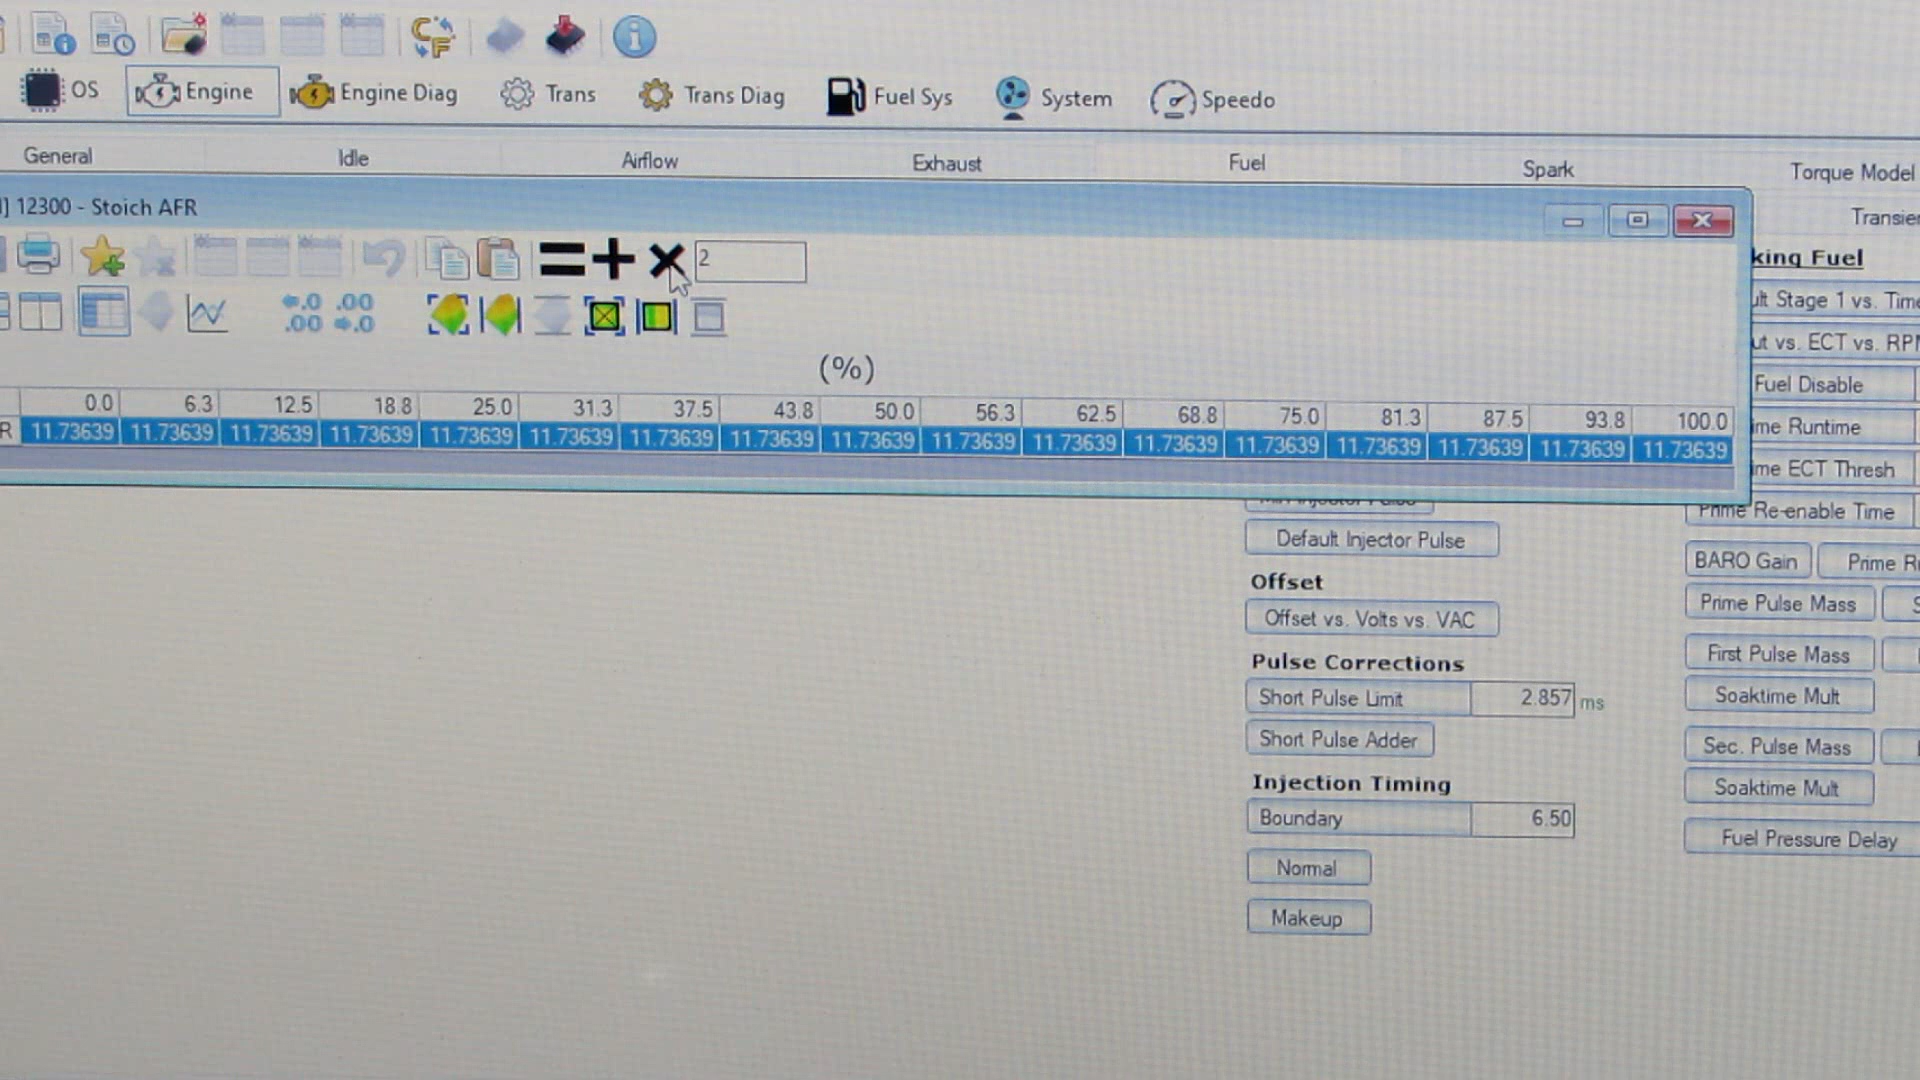 OS Engine Engine Diag Trans Trans Diag Fuel Sys System Speedo
General Idle Airflow Exhaust Fuel Spark Torque Model
Transie
] 12300 - Stoich AFR
king Fuel
2
ult Stage 1 vs. Time
ut vs. ECT vs. RPM
(%)
Fuel Disable
0.0 6.3 12.5 18.8 25.0 31.3 37.5 43.8 50.0 56.3 62.5 68.8 75.0 81.3 87.5 93.8 100.0
me Runtime
R 11.73639 11.73639 11.73639 11.73639 11.73639 11.73639 11.73639 11.73639 11.73639 11.73639 11.73639 11.73639 11.73639 11.73639 11.73639 11.73639 11.73639
me ECT Thresh
Prime Re-enable Time
Default Injector Pulse
BARO Gain Prime R
Offset
Prime Pulse Mass S
Offset vs. Volts vs. VAC
Pulse Corrections
First Pulse Mass
Short Pulse Limit 2.857 ms
Soaktime Mult
Short Pulse Adder
Sec. Pulse Mass
Injection Timing
Soaktime Mult
Boundary 6.50
Fuel Pressure Delay
Normal
Makeup